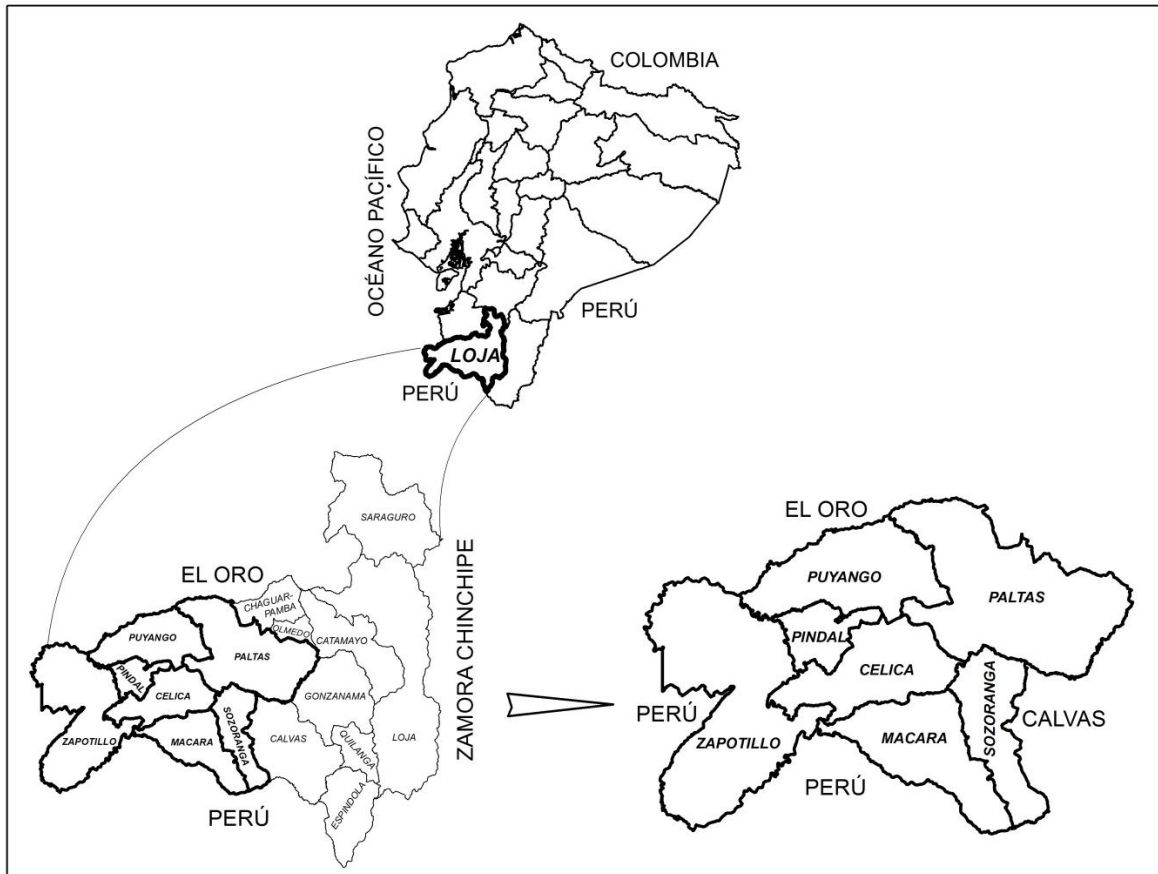 COLOMBIA
OCÉANO PACÍFICO
PERÚ
LOJA
PERÚ
SARAGURO
EL ORO
CHAGUAR-
PAMBA
OLMEDO
CATAMAYO
PUYANGO
PALTAS
PINDAL
CELICA
GONZANAMA
SOZORANGA
ZAPOTILLO
MACARA
CALVAS
QUILANGA
LOJA
ESPINDOLA
PERÚ
ZAMORA CHINCHIPE
EL ORO
PUYANGO
PALTAS
PINDAL
CELICA
SOZORANGA
PERÚ
CALVAS
ZAPOTILLO
MACARA
PERÚ